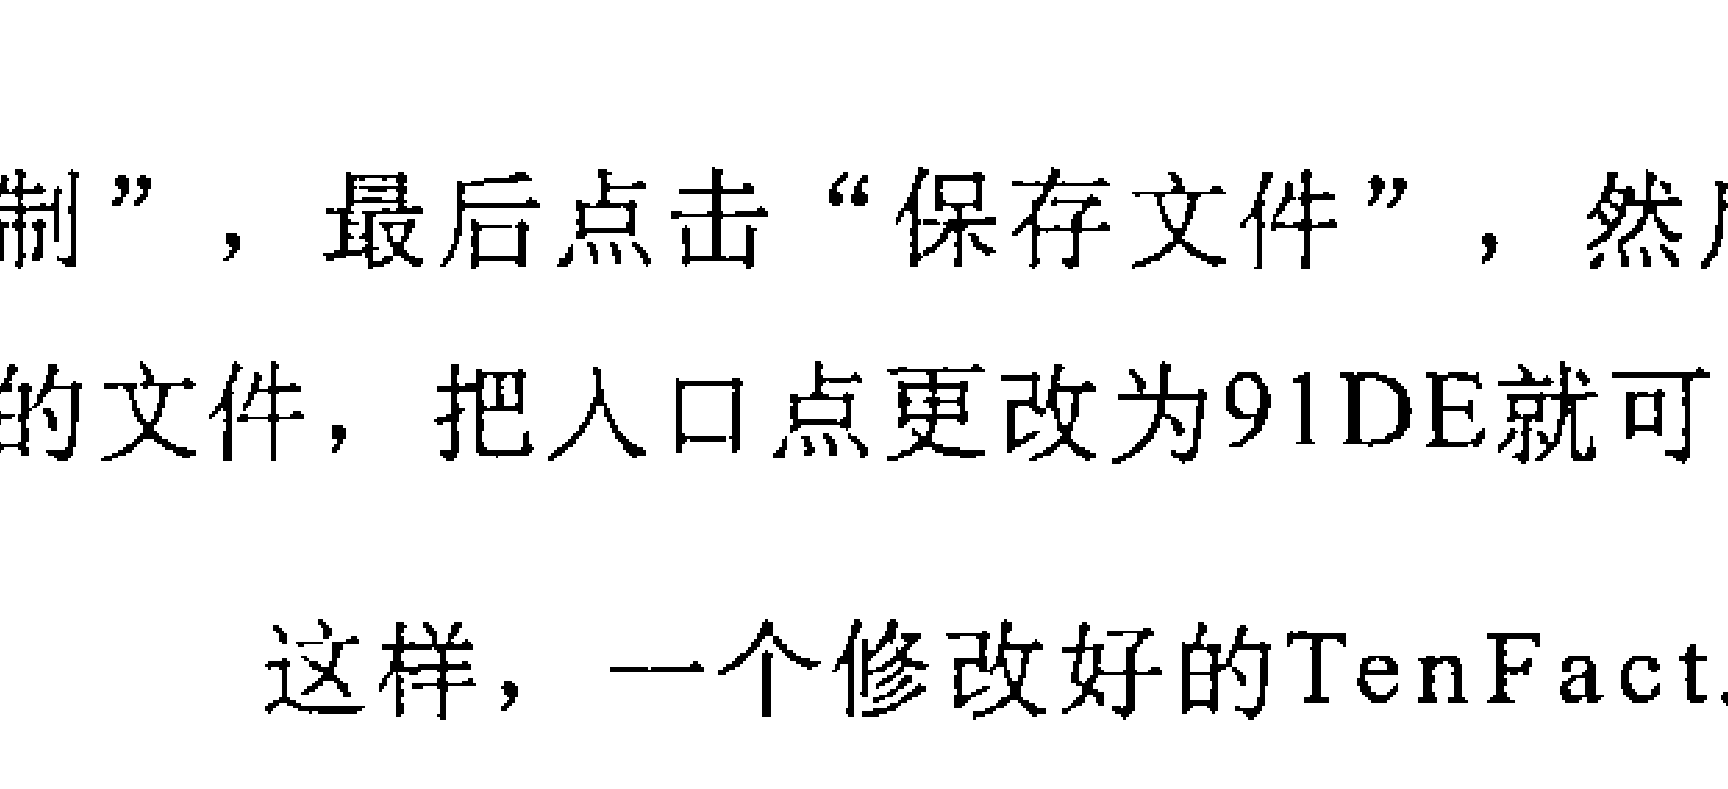 制”，最后点击“保存文件”，然
的文件，把入口点更改为91DE就可
这样，一个修改好的TenFact.